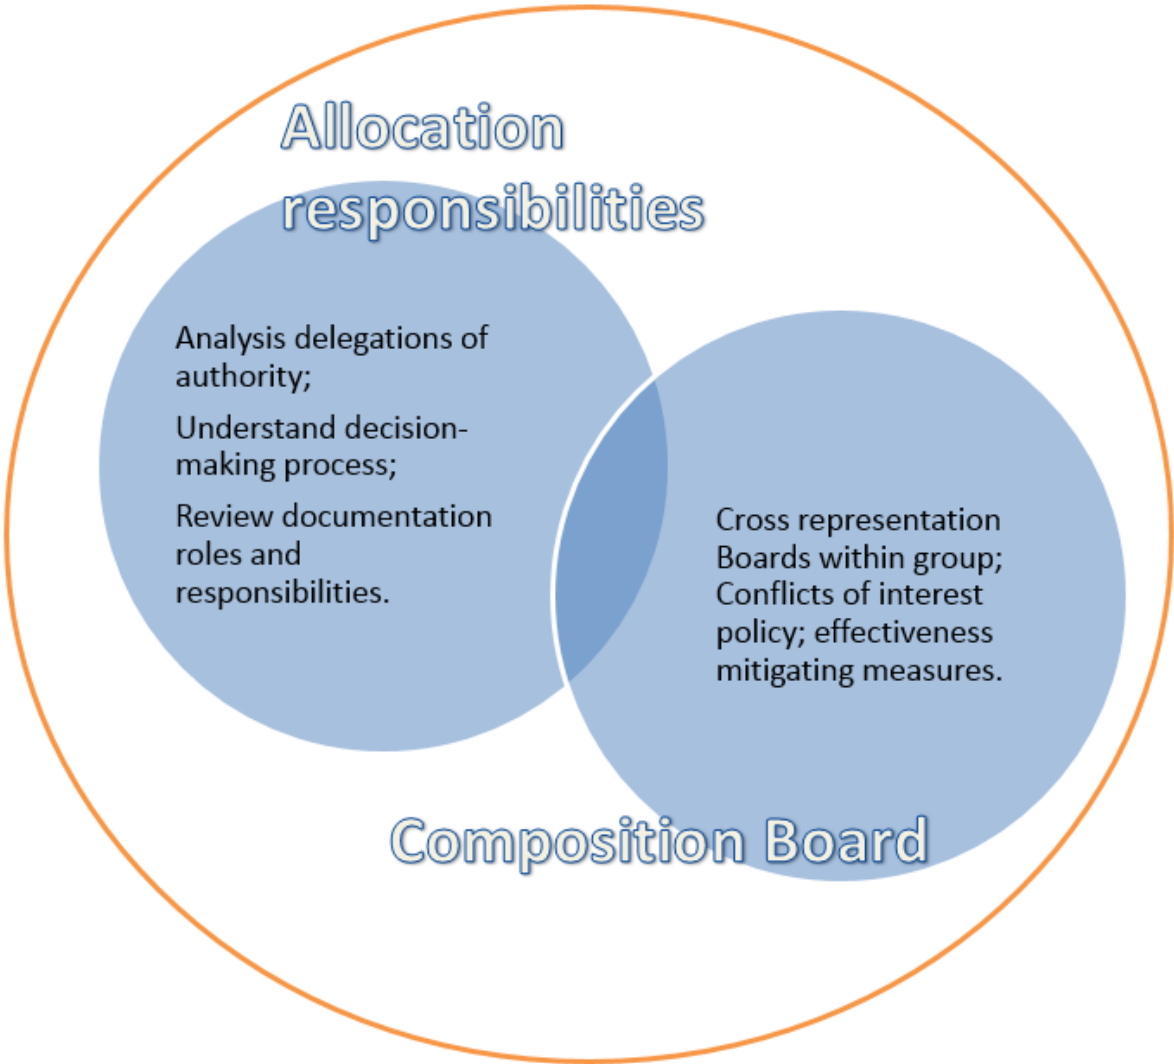 Allocation
responsibilities
Analysis delegations of
authority;
Understand decision-
making process;
Review documentation
roles and
responsibilities.
Cross representation
Boards within group;
Conflicts of interest
policy; effectiveness
mitigating measures.
Composition Board